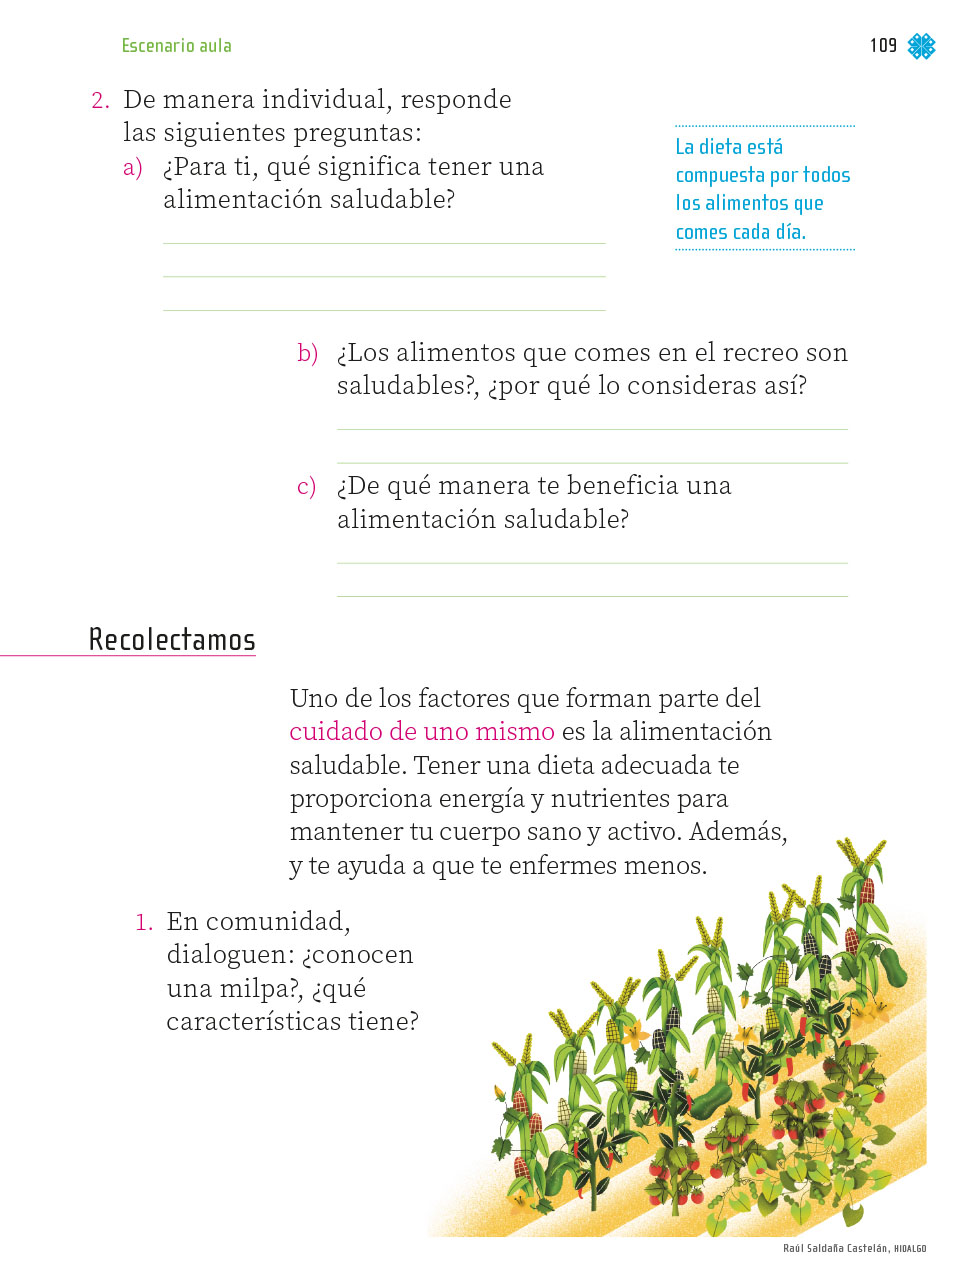 Escenario aula
109
2. De manera individual, responde
las siguientes preguntas:
a) ¿Para ti, qué significa tener una
alimentación saludable?
La dieta está
compuesta por todos
los alimentos que
comes cada día.
b) ¿Los alimentos que comes en el recreo son
saludables?, ¿por qué lo consideras así?
c) ¿De qué manera te beneficia una
alimentación saludable?
Recolectamos
Uno de los factores que forman parte del
cuidado de uno mismo es la alimentación
saludable. Tener una dieta adecuada te
proporciona energía y nutrientes para
mantener tu cuerpo sano y activo. Además,
y te ayuda a que te enfermes menos.
1. En comunidad,
dialoguen: ¿conocen
una milpa?, ¿qué
características tiene?
Raúl Saldaña Castelán, HIDALGO